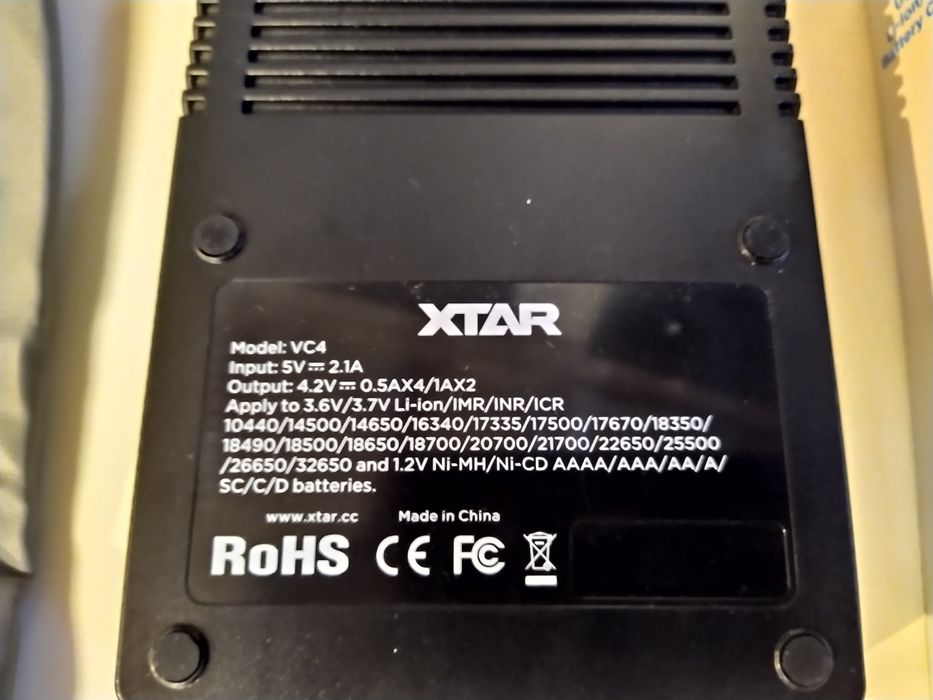 XTAR
Model: VC4
Input: 5V⎓ 2.1A
Output: 4.2V⎓ 0.5AX4/1AX2
Apply to 3.6V/3.7V Li-ion/IMR/INR/ICR
10440/14500/14650/16340/17335/17500/17670/18350/
18490/18500/18650/18700/20700/21700/22650/25500
/26650/32650 and 1.2V Ni-MH/Ni-CD AAAA/AAA/AA/A/
SC/C/D batteries.
www.xtar.cc Made in China
RoHS CE FC